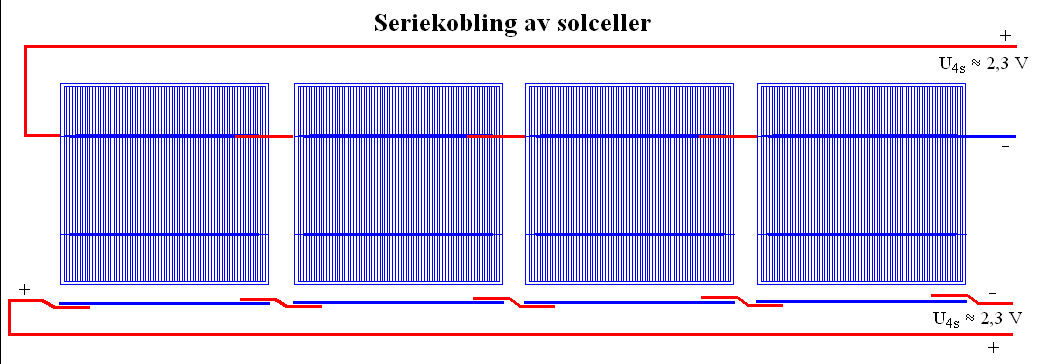 Seriekobling av solceller
+
U4s ≈ 2,3 V
-
+
-
U4s ≈ 2,3 V
+